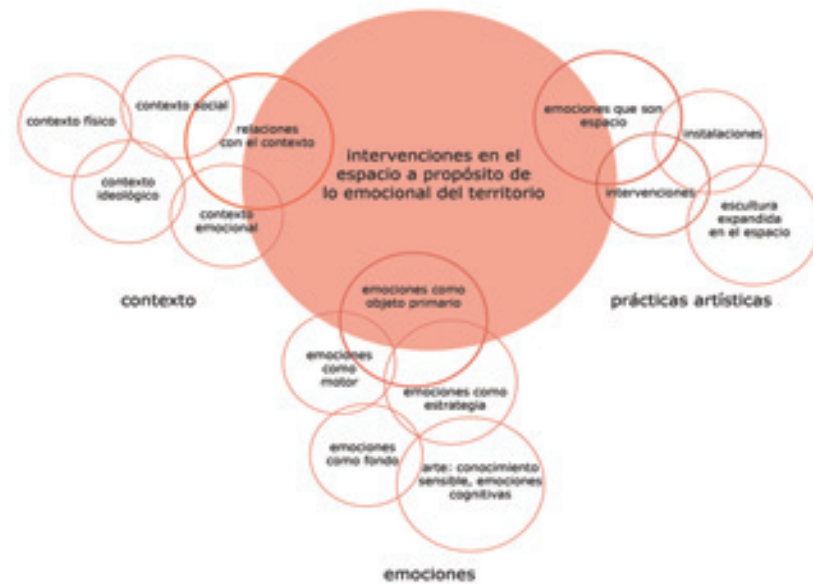 contexto físico
contexto social
relaciones
con el contexto
contexto
ideológico
contexto
emocional
contexto
intervenciones en el
espacio a propósito de
lo emocional del territorio
emociones que son
espacio
instalaciones
intervenciones
escultura
expandida
en el espacio
prácticas artísticas
emociones como
objeto primario
emociones
como
motor
emociones como
estrategia
emociones
como fondo
arte: conocimiento
sensible, emociones
cognitivas
emociones